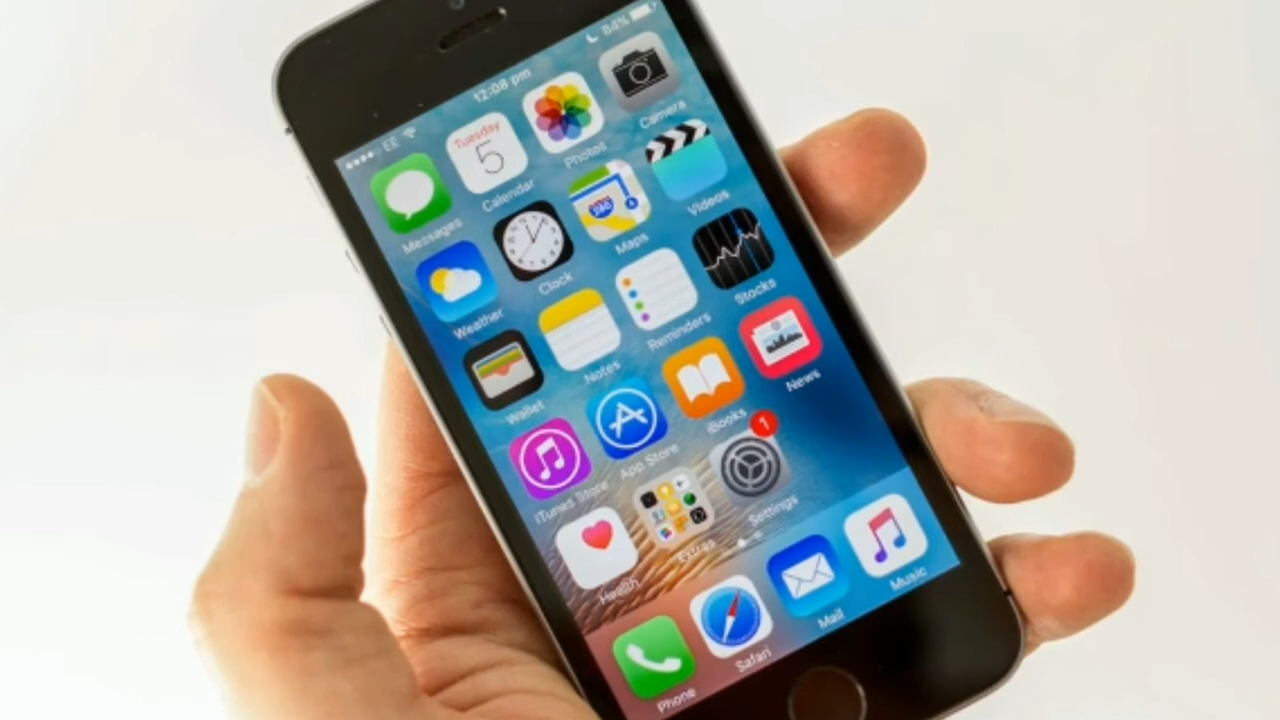 EE 12:08 pm 84%
Tuesday
5
Messages Calendar Photos Camera
Weather Clock Maps Videos
280
Wallet Notes Reminders Stocks
iTunes Store App Store iBooks News
1
Health Extras Settings
Phone Safari Mail Music